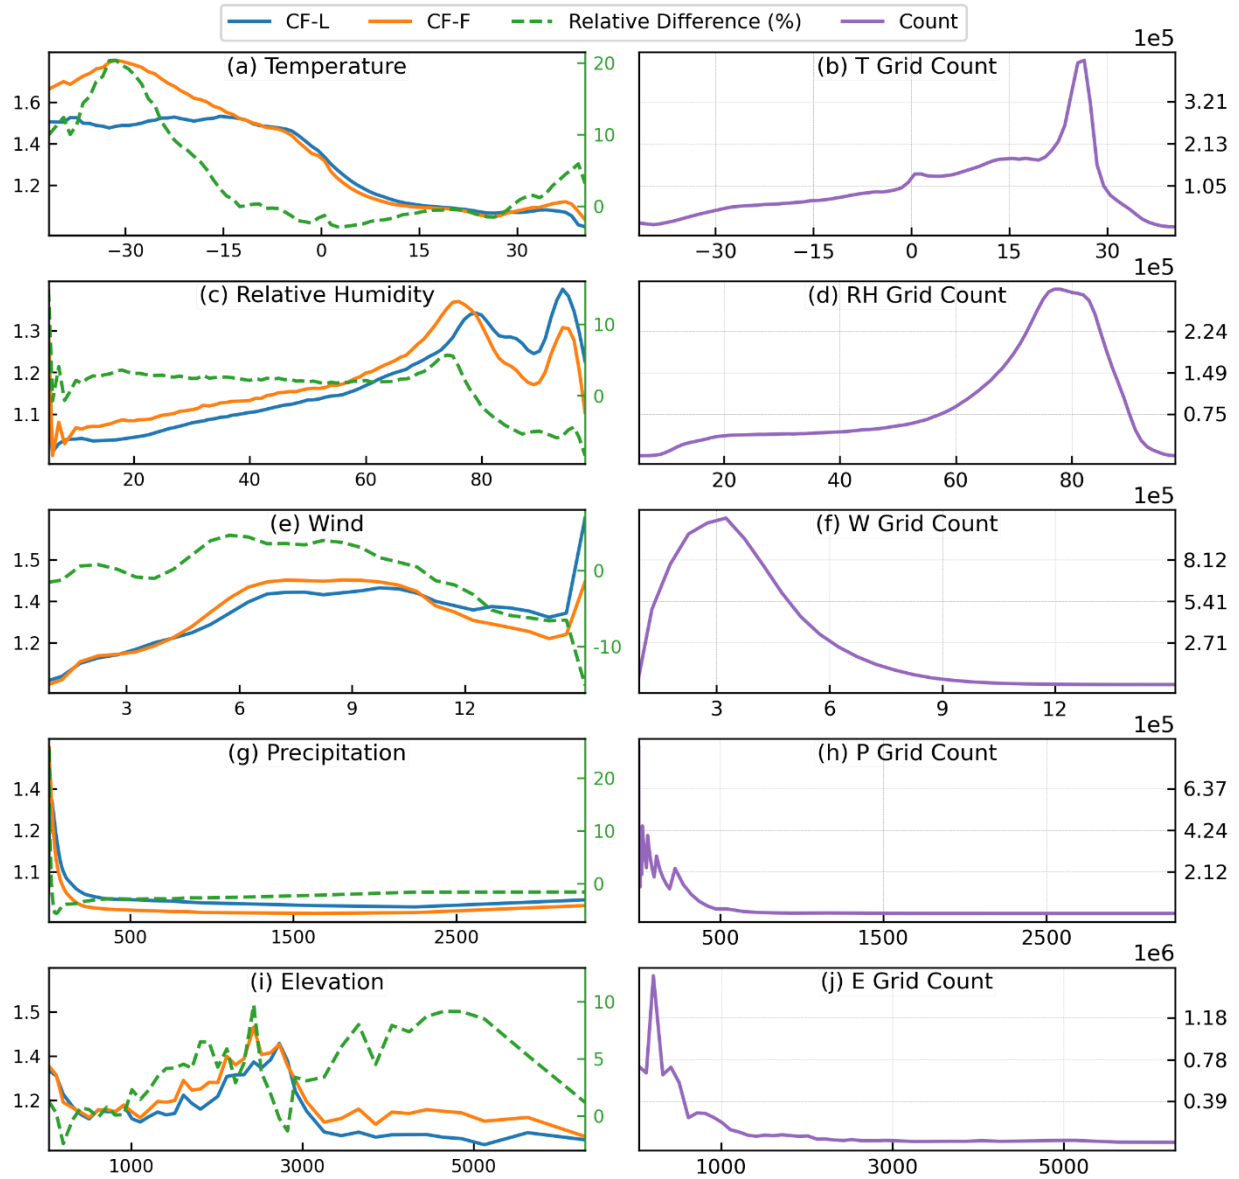 CF-L CF-F Relative Difference (%) Count
(a) Temperature
1.6
1.4
1.2
20
10
0
−30 −15 0 15 30
1e5
(b) T Grid Count
3.21
2.13
1.05
−30 −15 0 15 30
(c) Relative Humidity
1.3
1.2
1.1
10
0
20 40 60 80
1e5
(d) RH Grid Count
2.24
1.49
0.75
20 40 60 80
(e) Wind
1.5
1.4
1.2
0
-10
3 6 9 12
1e5
(f) W Grid Count
8.12
5.41
2.71
3 6 9 12
(g) Precipitation
1.4
1.2
1.1
20
10
0
500 1500 2500
1e5
(h) P Grid Count
6.37
4.24
2.12
500 1500 2500
(i) Elevation
1.5
1.4
1.2
10
5
0
1000 3000 5000
1e6
(j) E Grid Count
1.18
0.78
0.39
1000 3000 5000